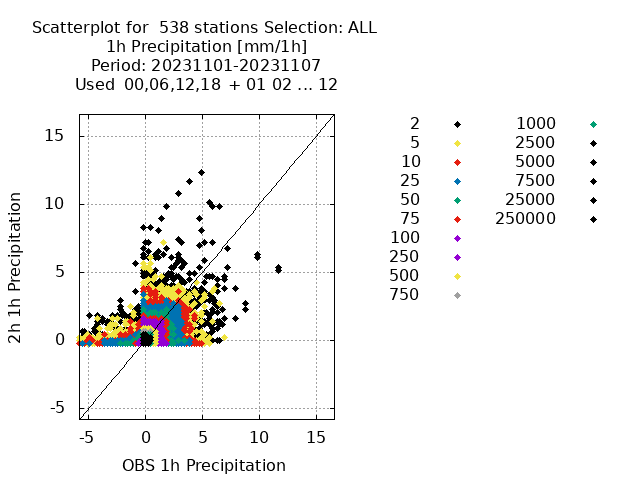 Scatterplot for  538 stations Selection: ALL
1h Precipitation [mm/1h]
Period: 20231101-20231107
Used  00,06,12,18  + 01 02 ... 12
2h 1h Precipitation
15
10
5
0
-5
-5 0 5 10 15
OBS 1h Precipitation
2 1000
5 2500
10 5000
25 7500
50 25000
75 250000
100
250
500
750